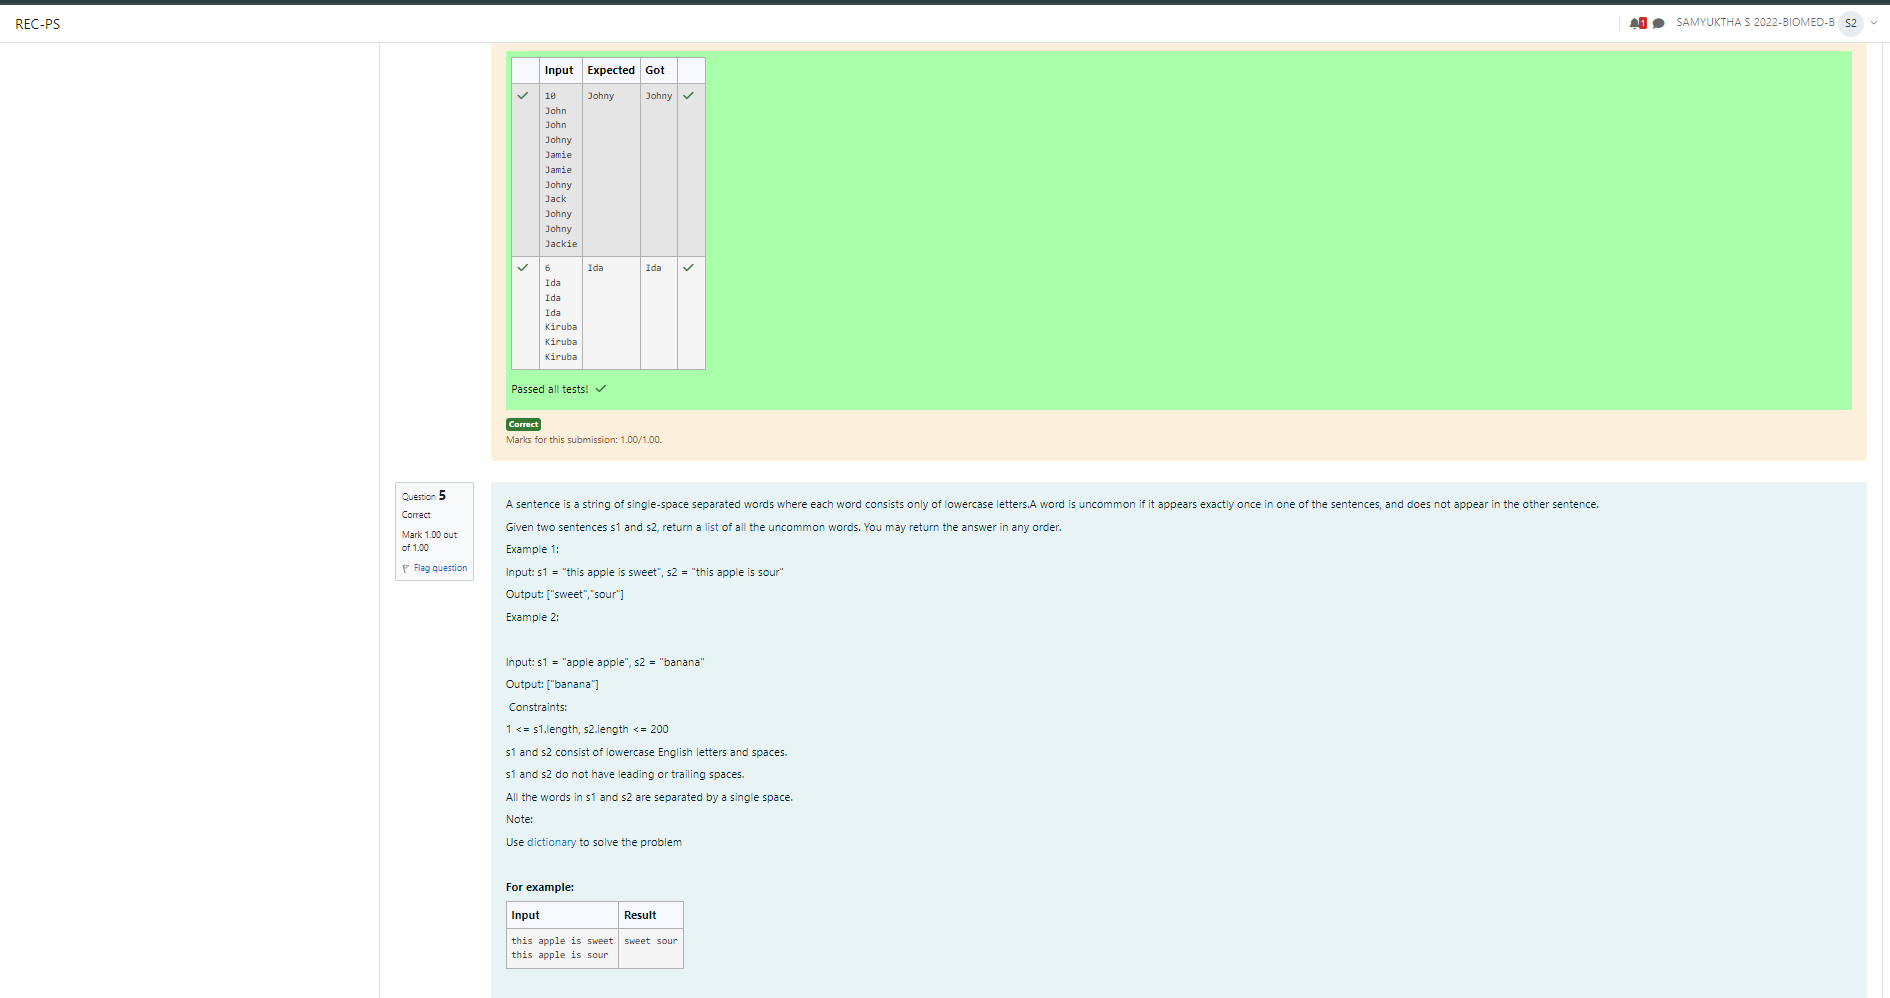 REC-PS
1
SAMYUKTHA S 2022-BIOMED-B
S2
Input Expected Got
10 Johny Johny
John
John
Johny
Jamie
Jamie
Johny
Jack
Johny
Johny
Jackie
6 Ida Ida
Ida
Ida
Ida
Kiruba
Kiruba
Kiruba
Passed all tests!
Correct
Marks for this submission: 1.00/1.00.
Question 5
Correct
Mark 1.00 out
of 1.00
Flag question
A sentence is a string of single-space separated words where each word consists only of lowercase letters.A word is uncommon if it appears exactly once in one of the sentences, and does not appear in the other sentence.
Given two sentences s1 and s2, return a list of all the uncommon words. You may return the answer in any order.
Example 1:
Input: s1 = "this apple is sweet", s2 = "this apple is sour"
Output: ["sweet","sour"]
Example 2:
Input: s1 = "apple apple", s2 = "banana"
Output: ["banana"]
Constraints:
1 <= s1.length, s2.length <= 200
s1 and s2 consist of lowercase English letters and spaces.
s1 and s2 do not have leading or trailing spaces.
All the words in s1 and s2 are separated by a single space.
Note:
Use dictionary to solve the problem
For example:
Input Result
this apple is sweet sweet sour
this apple is sour